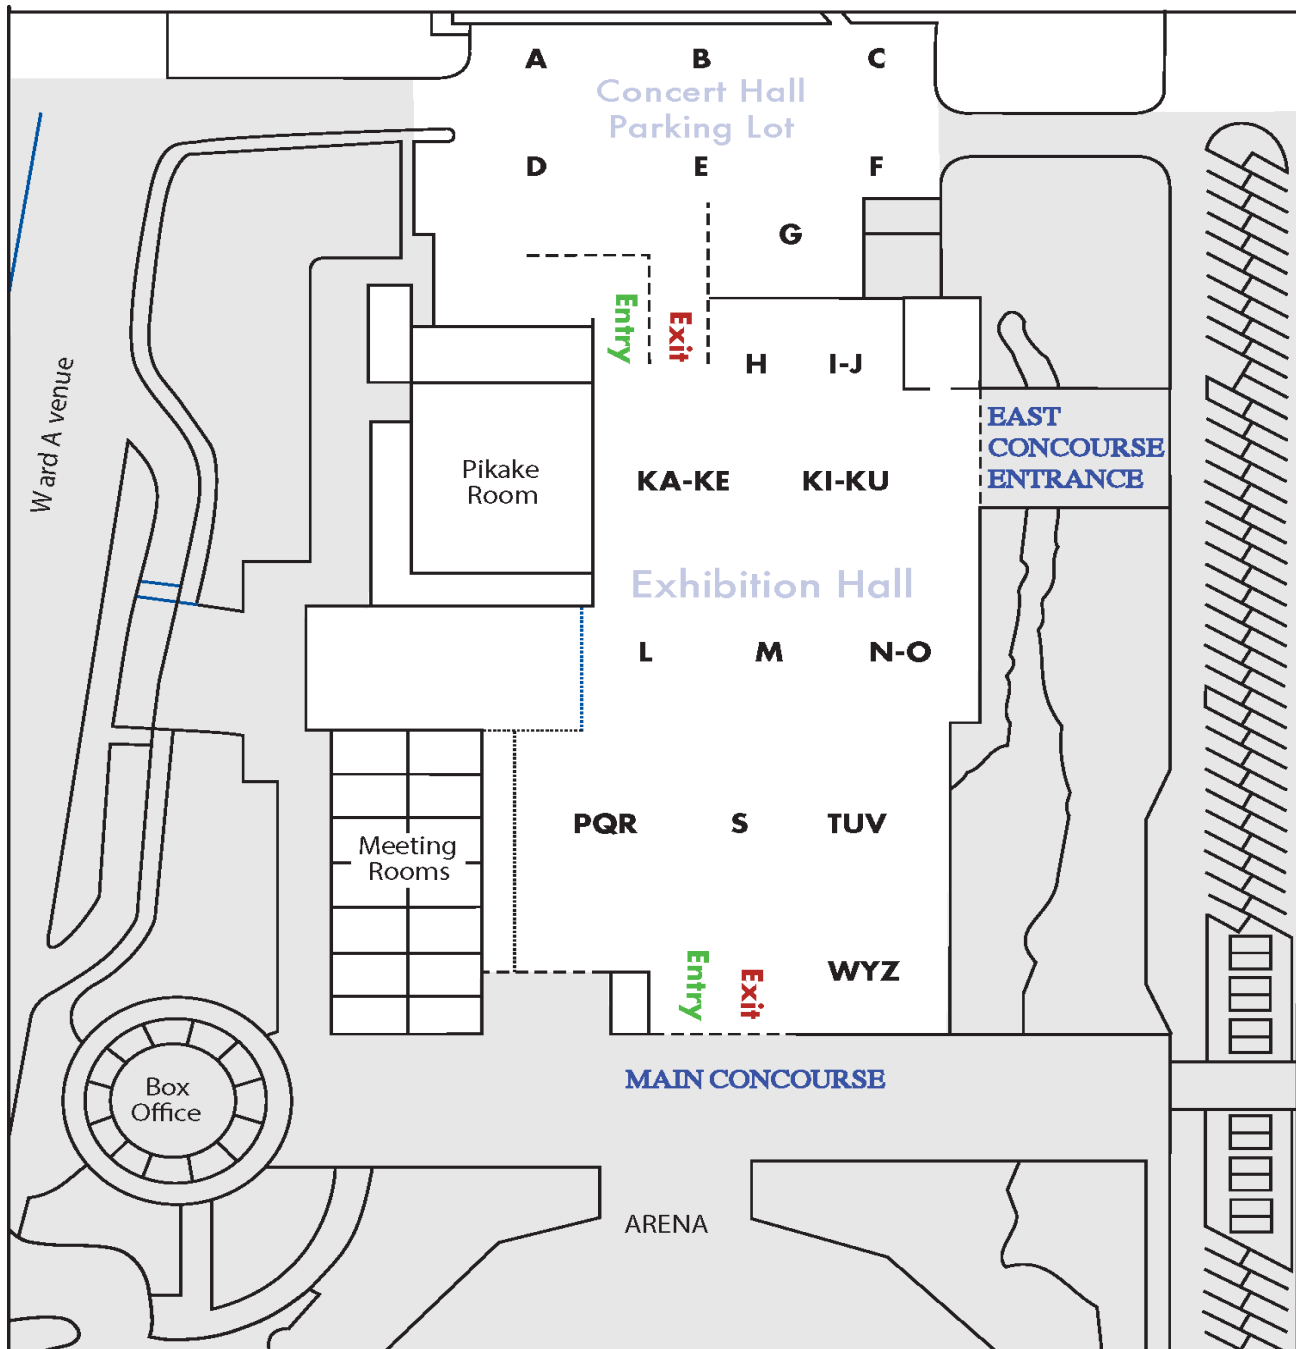 A B C
Concert Hall
Parking Lot
D E F
G
Entry
Exit
H I-J
Ward Avenue
EAST
CONCOURSE
ENTRANCE
Pikake
Room
KA-KE KI-KU
Exhibition Hall
L M N-O
PQR S TUV
Meeting
Rooms
WYZ
Entry
Exit
MAIN CONCOURSE
Box
Office
ARENA